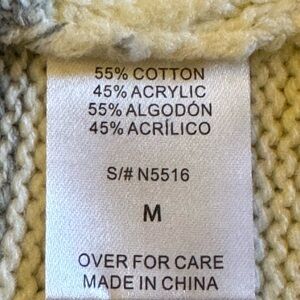 55% COTTON
45% ACRYLIC
55% ALGODÓN
45% ACRÍLICO
S/# N5516
M
OVER FOR CARE
MADE IN CHINA